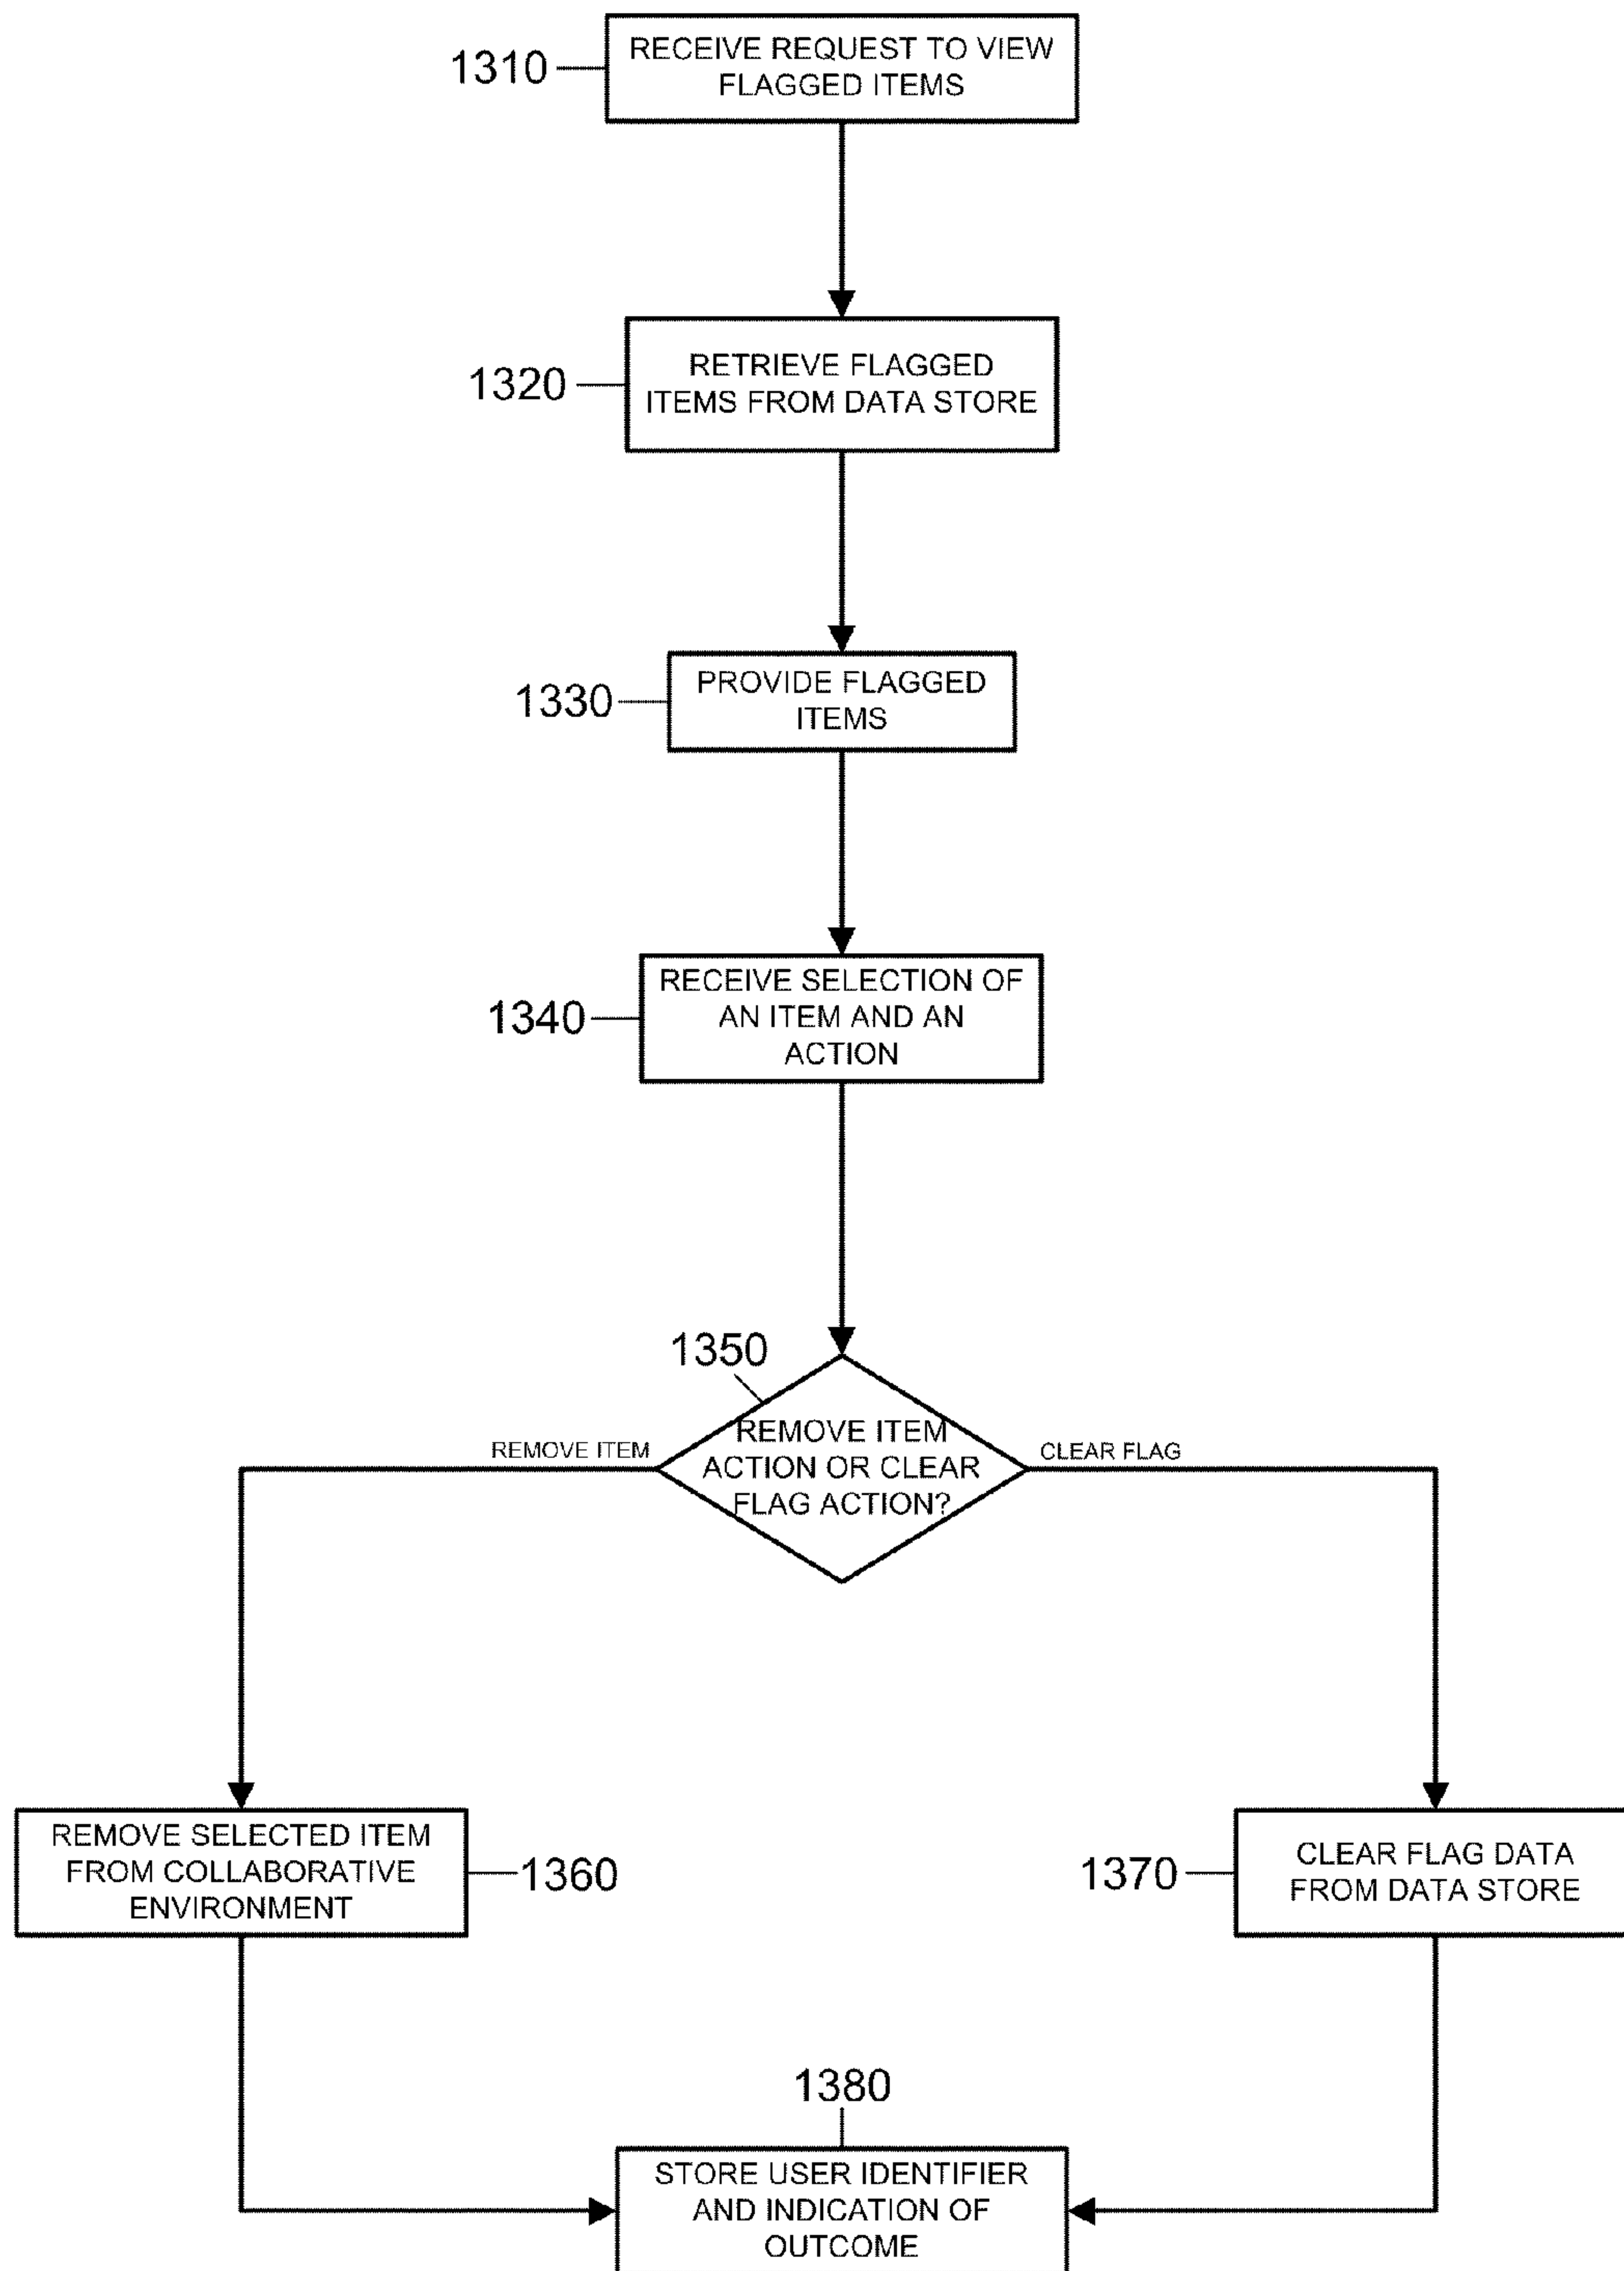 1310
RECEIVE REQUEST TO VIEW
FLAGGED ITEMS
1320
RETRIEVE FLAGGED
ITEMS FROM DATA STORE
1330
PROVIDE FLAGGED
ITEMS
1340
RECEIVE SELECTION OF
AN ITEM AND AN
ACTION
1350
REMOVE ITEM
REMOVE ITEM
ACTION OR CLEAR
FLAG ACTION?
CLEAR FLAG
REMOVE SELECTED ITEM
FROM COLLABORATIVE
ENVIRONMENT
1360
1370
CLEAR FLAG DATA
FROM DATA STORE
1380
STORE USER IDENTIFIER
AND INDICATION OF
OUTCOME